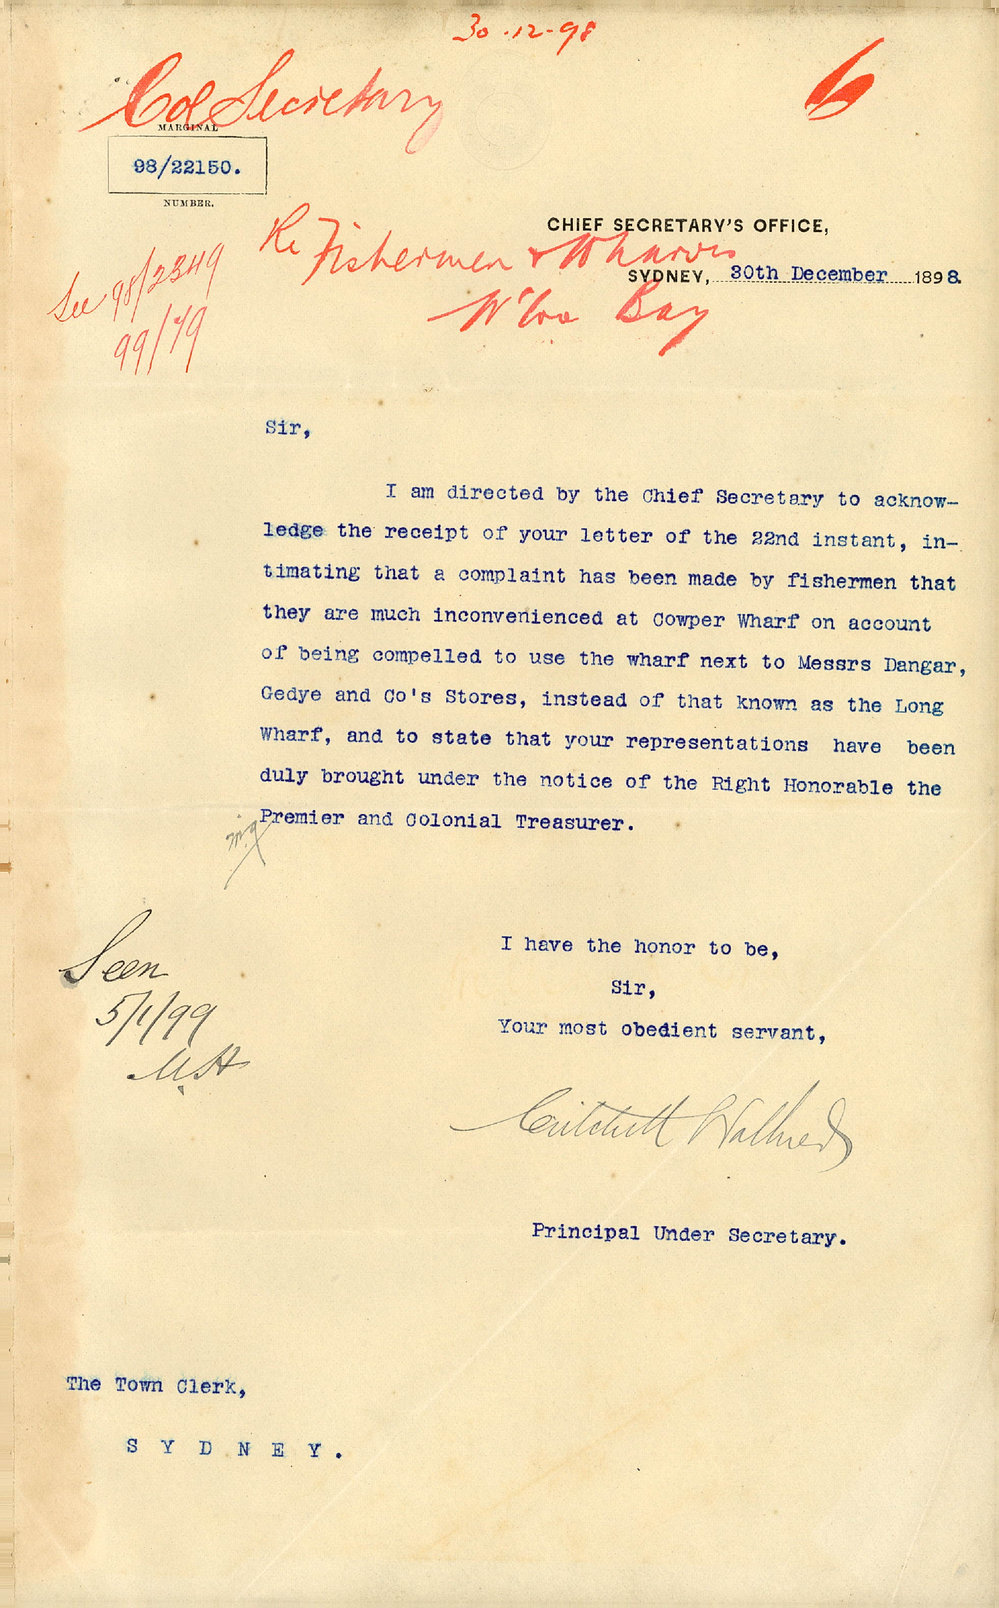 30-12-98
6
Col Secretary
MARGINAL
98/22150.
NUMBER.
CHIEF SECRETARY'S OFFICE,
Re Fishermen & Wharves
SYDNEY, 30th December 1898.
W'loo Bay
See 98/2349
99/79
Sir,
I am directed by the Chief Secretary to acknow-
ledge the receipt of your letter of the 22nd instant, in-
timating that a complaint has been made by fishermen that
they are much inconvenienced at Cowper Wharf on account
of being compelled to use the wharf next to Messrs Dangar,
Gedye and Co's Stores, instead of that known as the Long
Wharf, and to state that your representations have been
duly brought under the notice of the Right Honorable the
Premier and Colonial Treasurer.
I have the honor to be,
Sir,
Your most obedient servant,
Seen
5/1/99
Critchett Walker
Principal Under Secretary.
The Town Clerk,
SYDNEY.